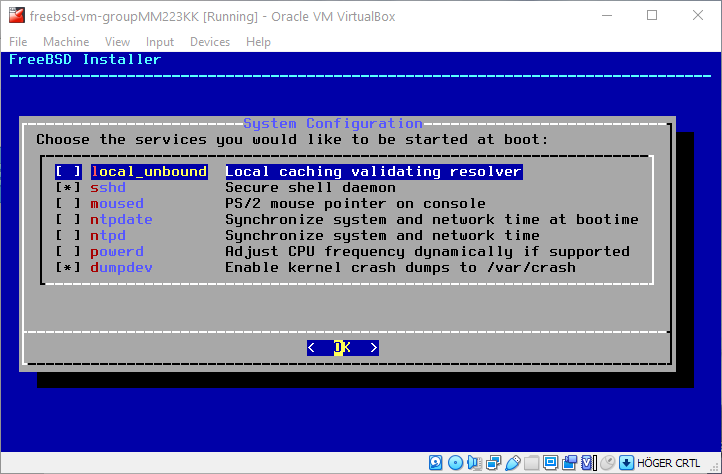 freebsd-vm-groupMM223KK [Running] - Oracle VM VirtualBox
File Machine View Input Devices Help
FreeBSD Installer
System Configuration
Choose the services you would like to be started at boot:
[ ] local_unbound Local caching validating resolver
[*] sshd Secure shell daemon
[ ] moused PS/2 mouse pointer on console
[ ] ntpdate Synchronize system and network time at bootime
[ ] ntpd Synchronize system and network time
[ ] powerd Adjust CPU frequency dynamically if supported
[*] dumpdev Enable kernel crash dumps to /var/crash
< OK >
HÖGER CRTL